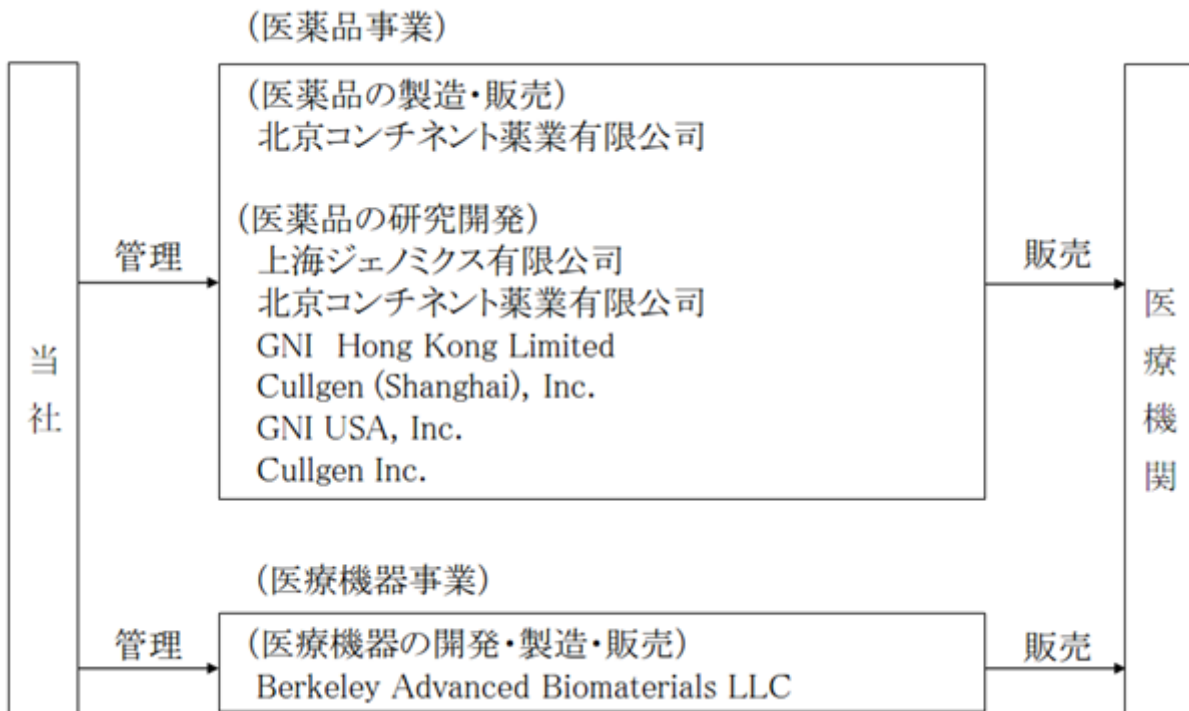 (医薬品事業)
(医薬品の製造・販売)
北京コンチネント薬業有限公司
(医薬品の研究開発)
上海ジェノミクス有限公司
北京コンチネント薬業有限公司
GNI Hong Kong Limited
Cullgen (Shanghai), Inc.
GNI USA, Inc.
Cullgen Inc.
管理
販売
当社
医療機関
(医療機器事業)
(医療機器の開発・製造・販売)
Berkeley Advanced Biomaterials LLC
管理
販売